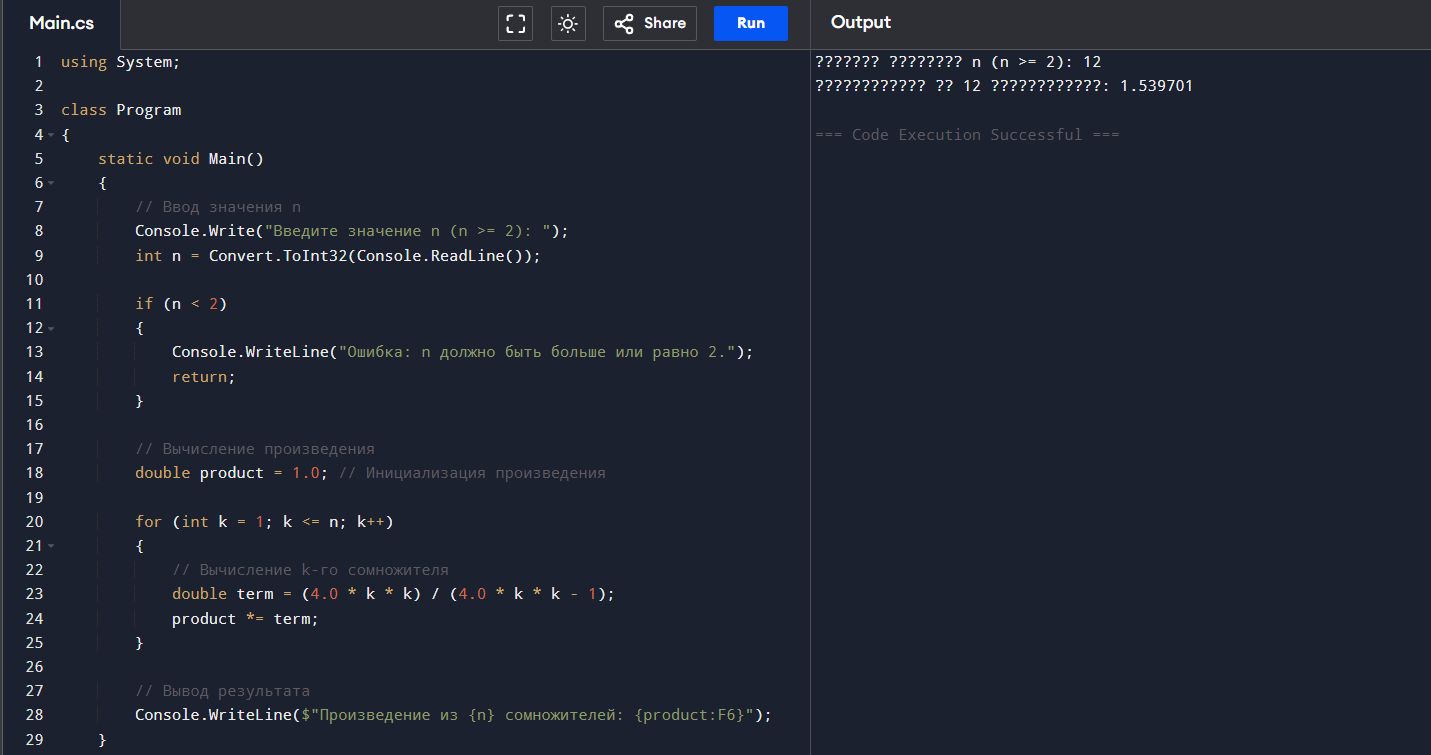 Main.cs
Share
Run
Output
1 using System;
2
3 class Program
4 {
5     static void Main()
6     {
7         // Ввод значения n
8         Console.Write("Введите значение n (n >= 2): ");
9         int n = Convert.ToInt32(Console.ReadLine());
10
11         if (n < 2)
12         {
13             Console.WriteLine("Ошибка: n должно быть больше или равно 2.");
14             return;
15         }
16
17         // Вычисление произведения
18         double product = 1.0; // Инициализация произведения
19
20         for (int k = 1; k <= n; k++)
21         {
22             // Вычисление k-го сомножителя
23             double term = (4.0 * k * k) / (4.0 * k * k - 1);
24             product *= term;
25         }
26
27         // Вывод результата
28         Console.WriteLine($"Произведение из {n} сомножителей: {product:F6}");
29     }
??????? ???????? n (n >= 2): 12
???????????? ?? 12 ????????????: 1.539701
=== Code Execution Successful ===